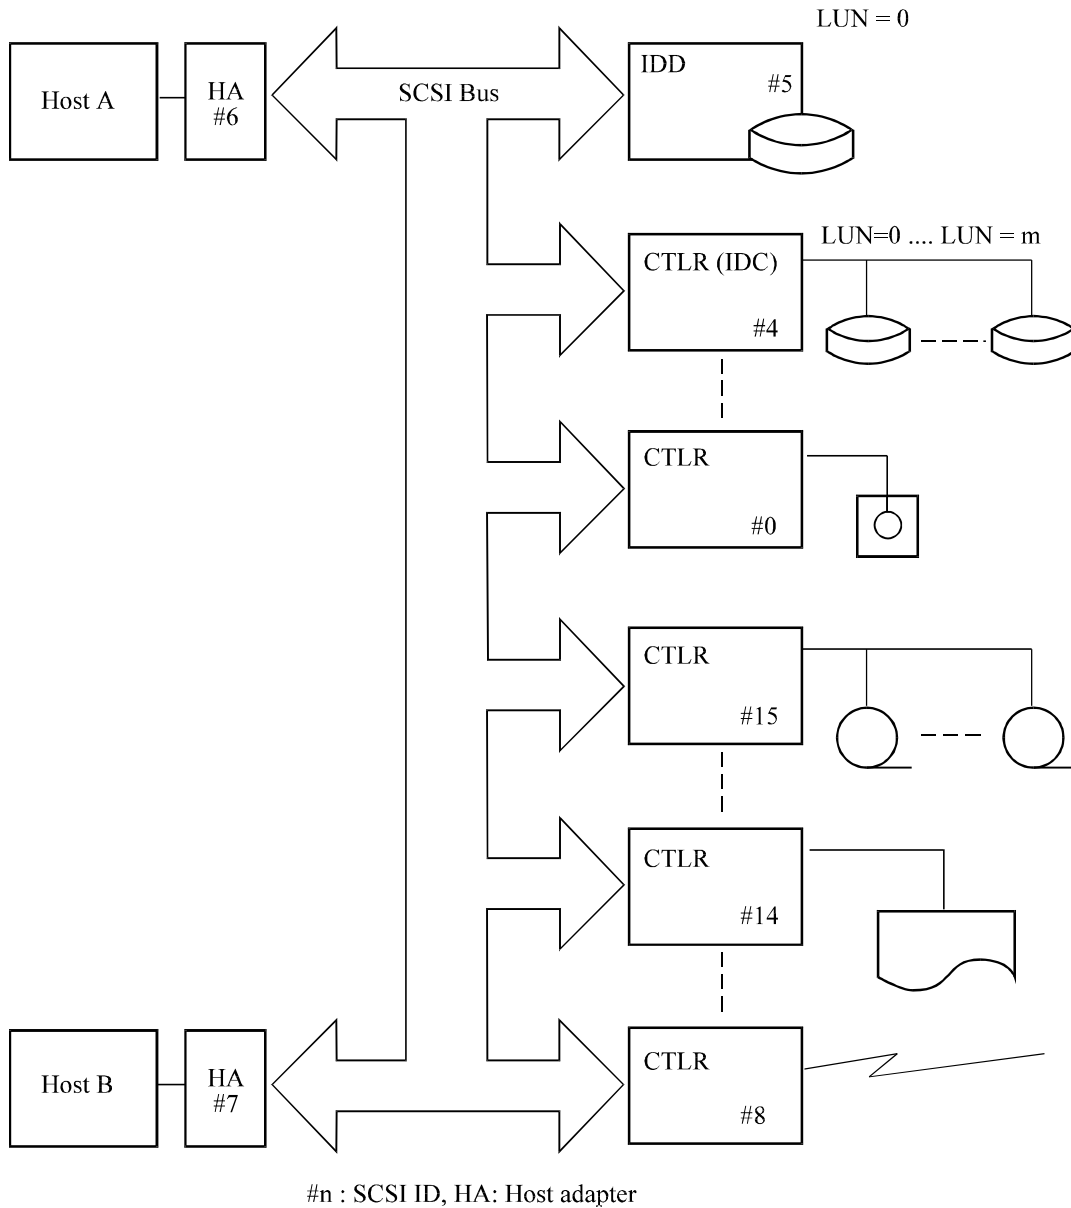 LUN = 0
Host A
HA
#6
SCSI Bus
IDD
#5
LUN=0 .... LUN = m
CTLR (IDC)
#4
CTLR
#0
CTLR
#15
CTLR
#14
Host B
HA
#7
CTLR
#8
#n : SCSI ID, HA: Host adapter